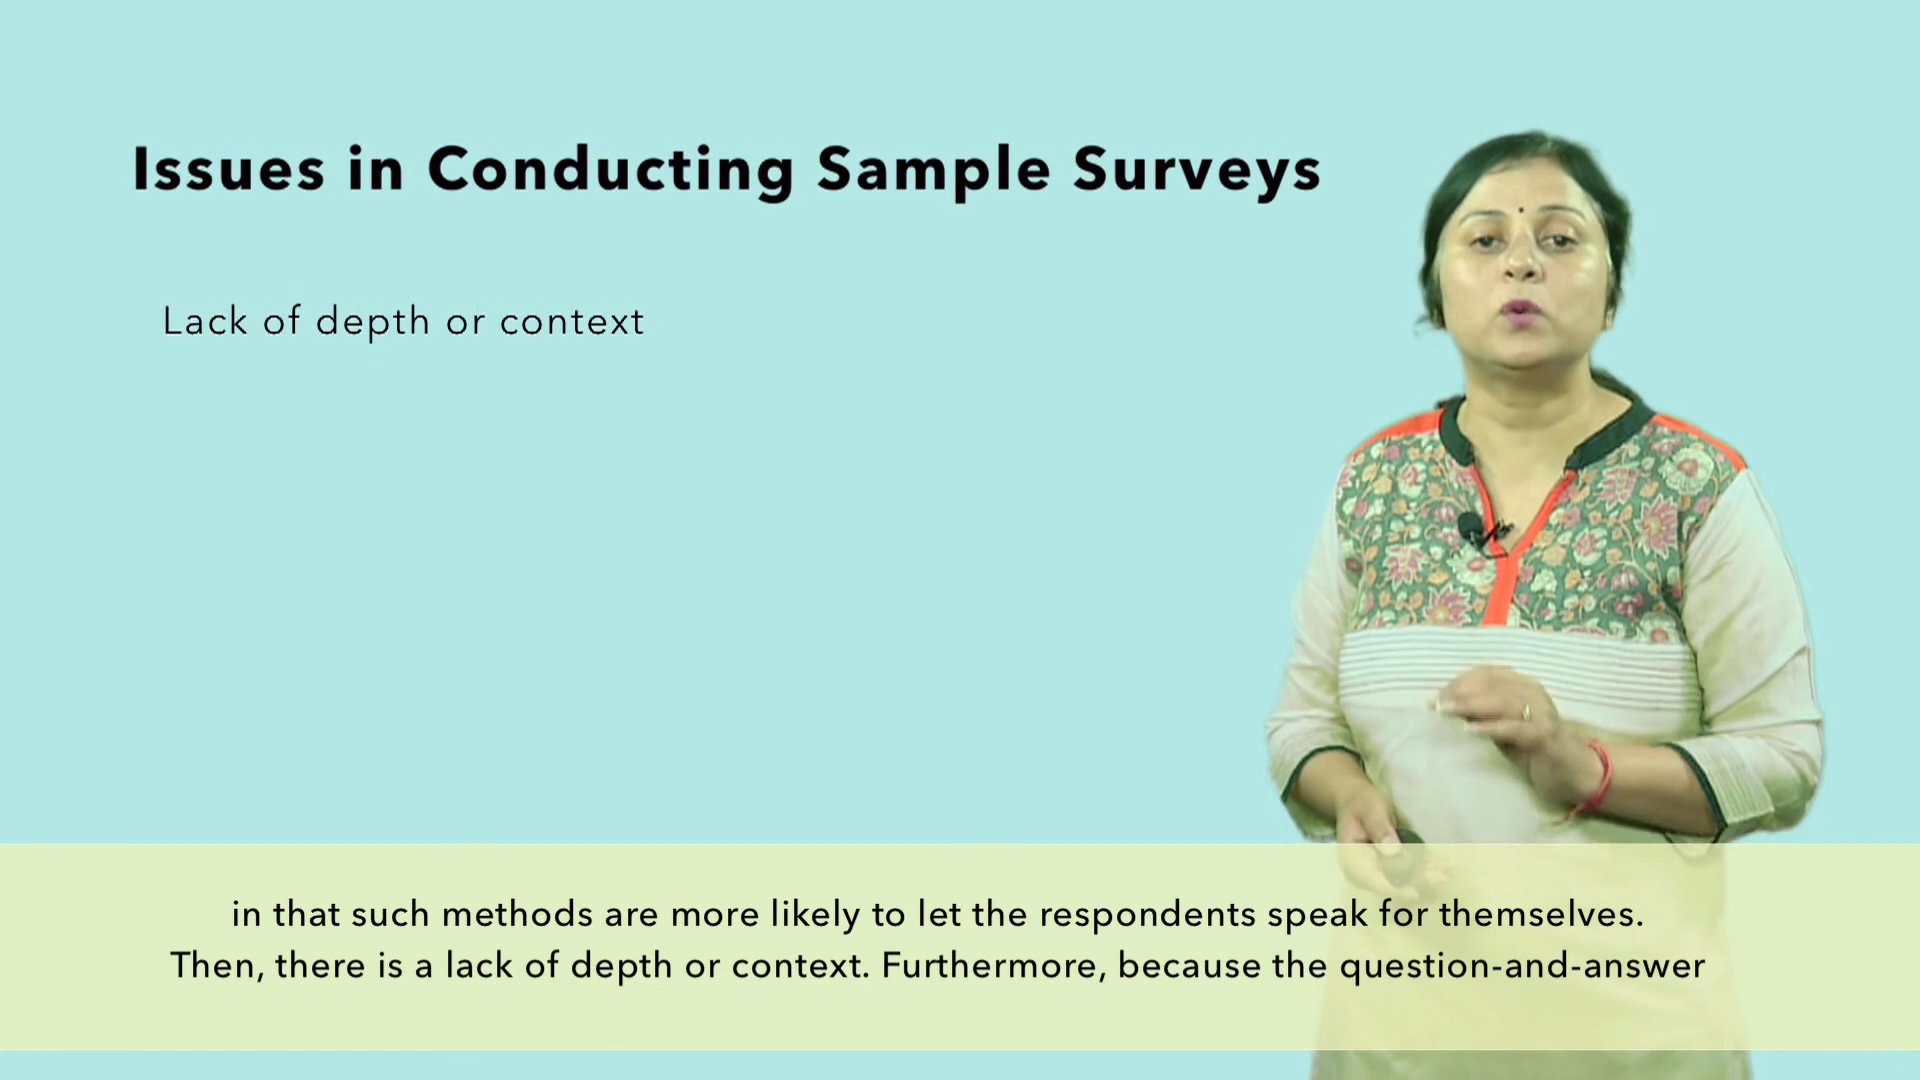 Issues in Conducting Sample Surveys
Lack of depth or context
in that such methods are more likely to let the respondents speak for themselves.
Then, there is a lack of depth or context. Furthermore, because the question-and-answer